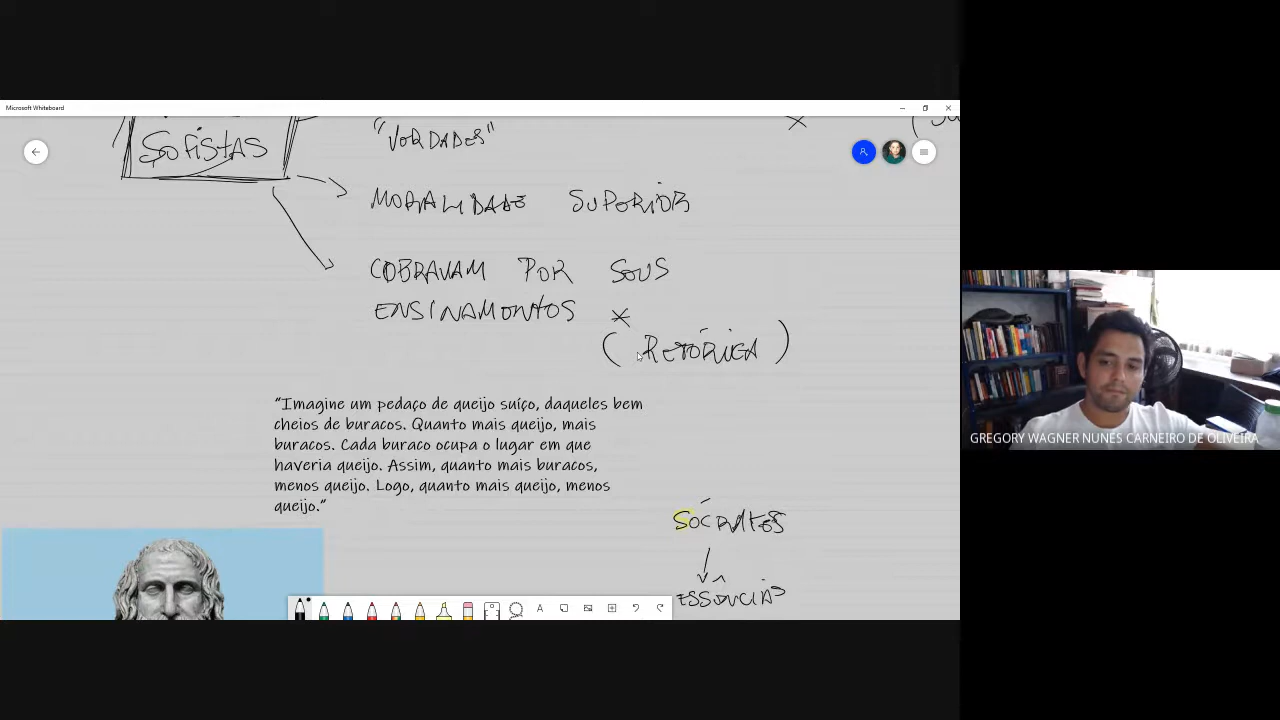 Microsoft Whiteboard
SOFISTAS
"VERDADES"
MORALIDADE SUPERIOR
COBRAVAM POR SEUS
ENSINAMENTOS *
(RETÓRICA)
"Imagine um pedaço de queijo suíço, daqueles bem
cheios de buracos. Quanto mais queijo, mais
buracos. Cada buraco ocupa o lugar em que
haveria queijo. Assim, quanto mais buracos,
menos queijo. Logo, quanto mais queijo, menos
queijo."
SÓCRATES
ESSÊNCIAS
GREGORY WAGNER NUNES CARNEIRO DE OLIVEIRA